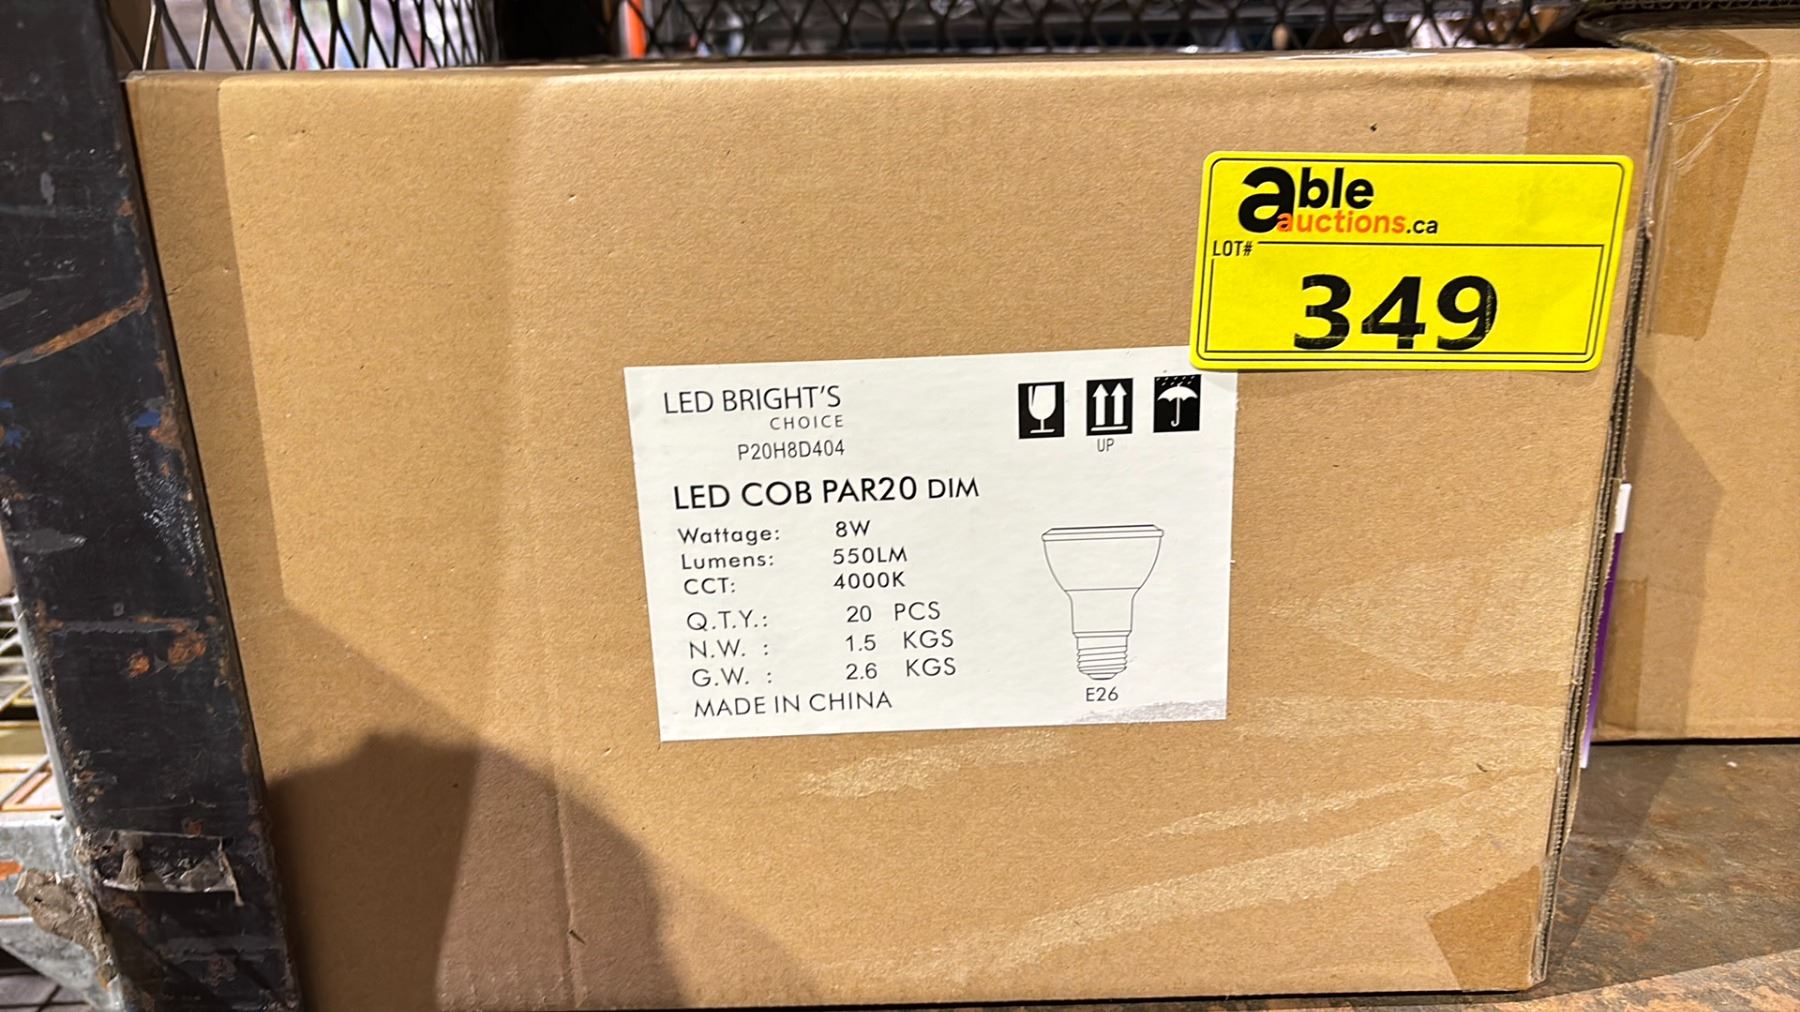 able
auctions.ca
LOT#
349
LED BRIGHT'S
CHOICE
P20H8D404
UP
LED COB PAR20 DIM
Wattage: 8W
Lumens: 550LM
CCT: 4000K
Q.T.Y.: 20 PCS
N.W. : 1.5 KGS
G.W. : 2.6 KGS
MADE IN CHINA
E26